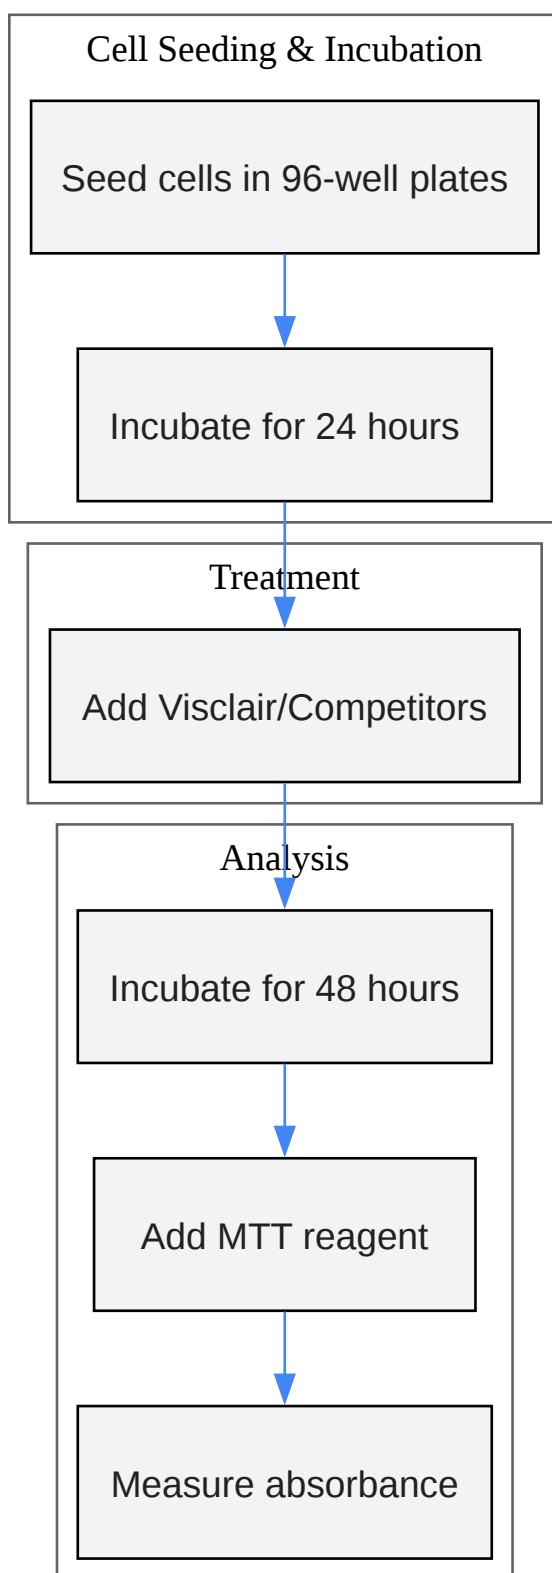 Cell Seeding & Incubation
Seed cells in 96-well plates
Incubate for 24 hours
Treatment
Add Visclair/Competitors
Analysis
Incubate for 48 hours
Add MTT reagent
Measure absorbance